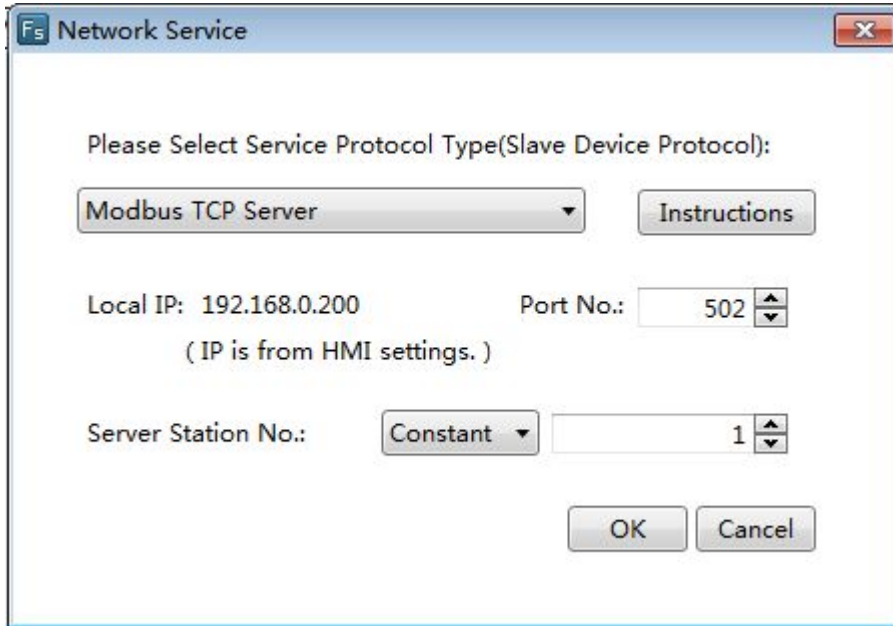 Fs Network Service
Please Select Service Protocol Type(Slave Device Protocol):
Modbus TCP Server Instructions
Local IP: 192.168.0.200 Port No.: 502
( IP is from HMI settings. )
Server Station No.: Constant 1
OK Cancel